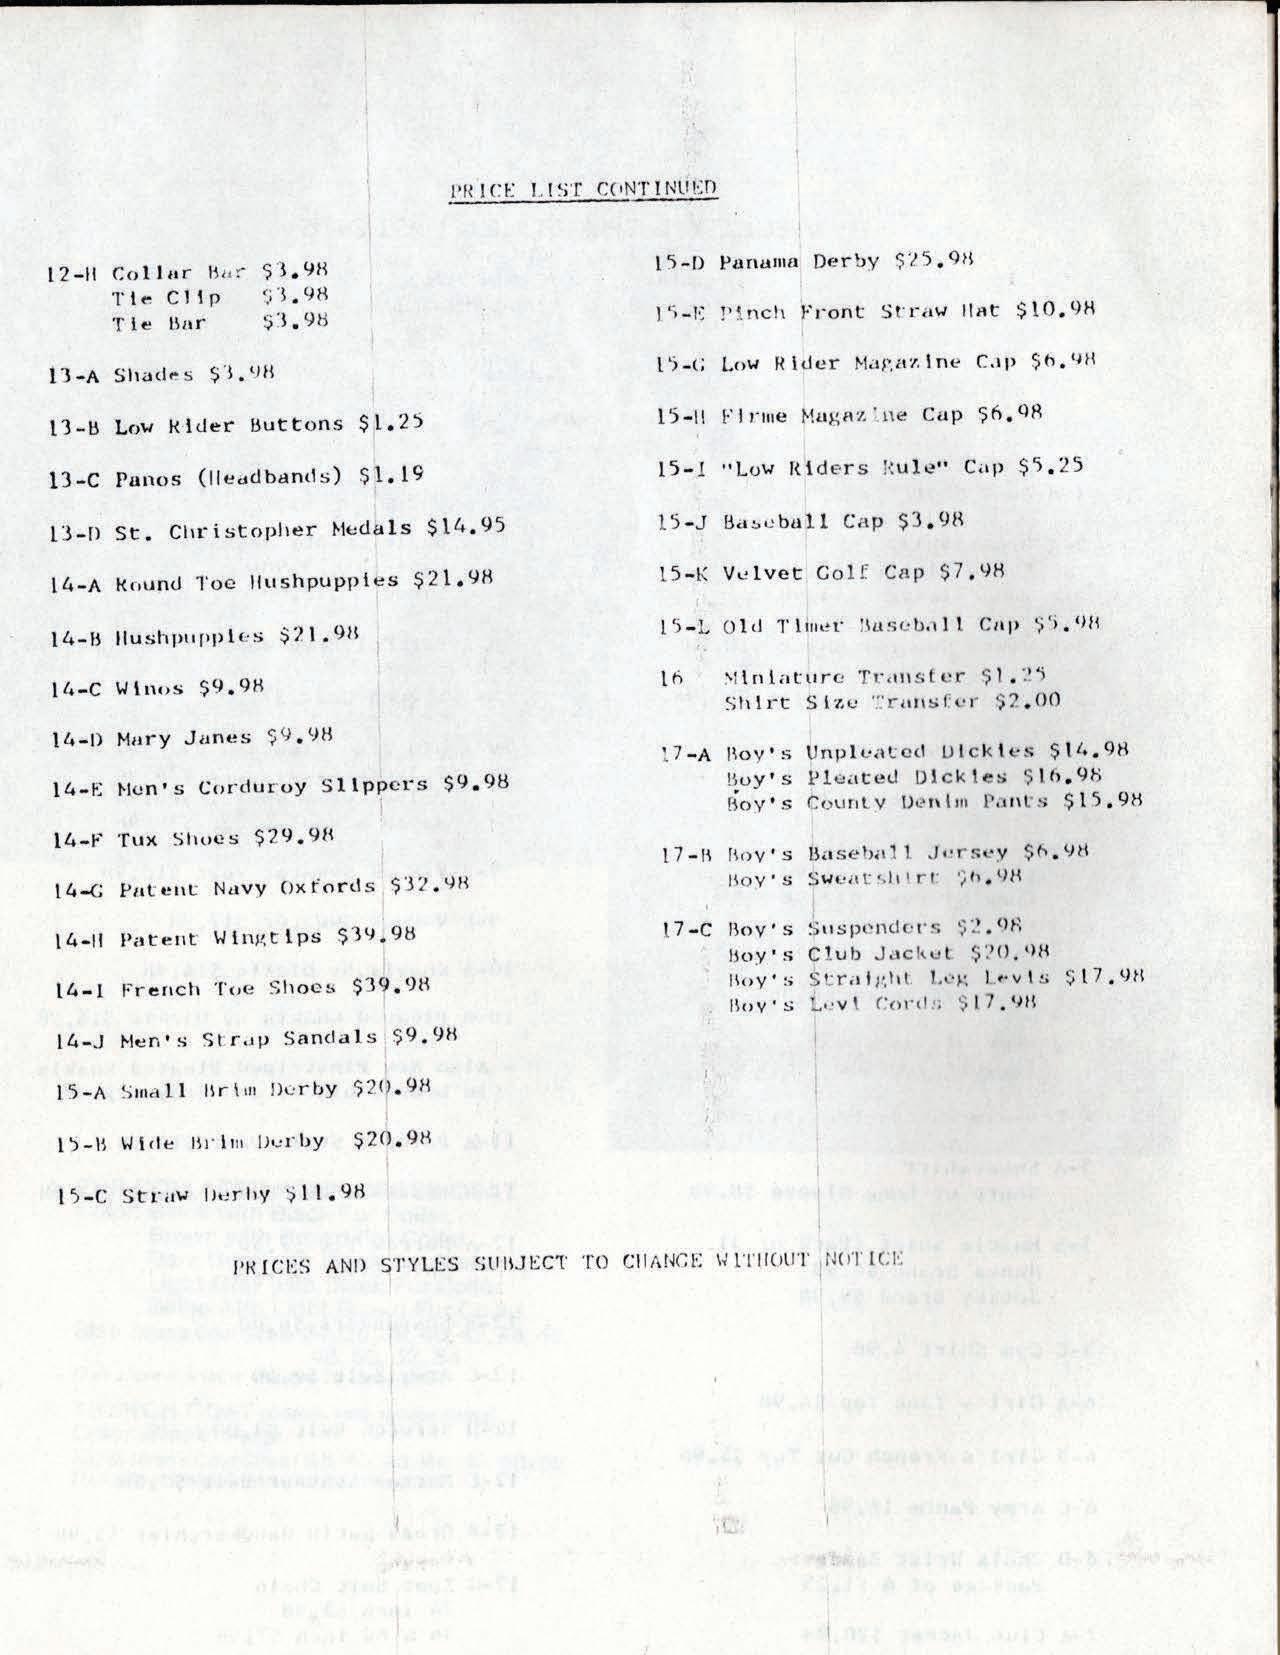 PRICE LIST CONTINUED
12-H Collar Bar $3.98
Tie Clip $3.98
Tie Bar $3.98
13-A Shades $3.98
13-B Low Rider Buttons $1.25
13-C Panos (Headbands) $1.19
13-D St. Christopher Medals $14.95
14-A Round Toe Hushpuppies $21.98
14-B Hushpuppies $21.98
14-C Winos $9.98
14-D Mary Janes $9.98
14-E Men's Corduroy Slippers $9.98
14-F Tux Shoes $29.98
14-G Patent Navy Oxfords $32.98
14-H Patent Wingtips $39.98
14-I French Toe Shoes $39.98
14-J Men's Strap Sandals $9.98
15-A Small Brim Derby $20.98
15-B Wide Brim Derby $20.98
15-C Straw Derby $11.98
15-D Panama Derby $25.98
15-E Pinch Front Straw Hat $10.98
15-G Low Rider Magazine Cap $6.98
15-H Firme Magazine Cap $6.98
15-I "Low Riders Rule" Cap $5.25
15-J Baseball Cap $3.98
15-K Velvet Golf Cap $7.98
15-L Old Timer Baseball Cap $5.98
16 Miniature Transfer $1.25
Shirt Size Transfer $2.00
17-A Boy's Unpleated Dickies $14.98
Boy's Pleated Dickies $16.98
Boy's County Denim Pants $15.98
17-B Boy's Baseball Jersey $6.98
Boy's Sweatshirt $6.98
17-C Boy's Suspenders $2.98
Boy's Club Jacket $20.98
Boy's Straight Leg Levis $17.98
Boy's Levi Cords $17.98
PRICES AND STYLES SUBJECT TO CHANGE WITHOUT NOTICE